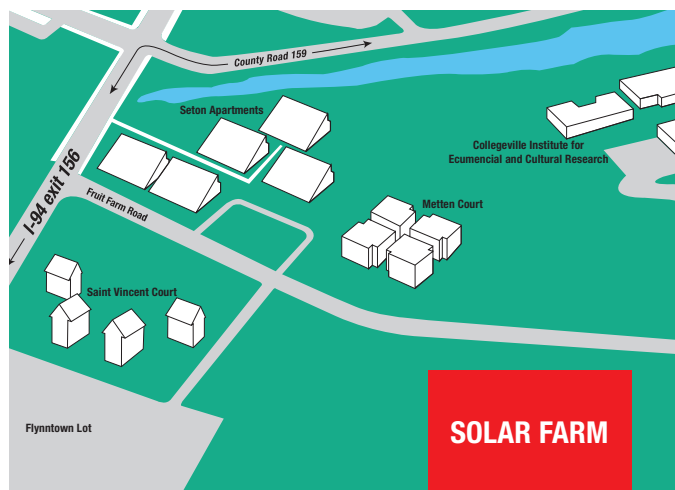 County Road 159
Seton Apartments
Collegeville Institute for
Ecumencial and Cultural Research
I-94 exit 156
Fruit Farm Road
Metten Court
Saint Vincent Court
Flynntown Lot
SOLAR FARM